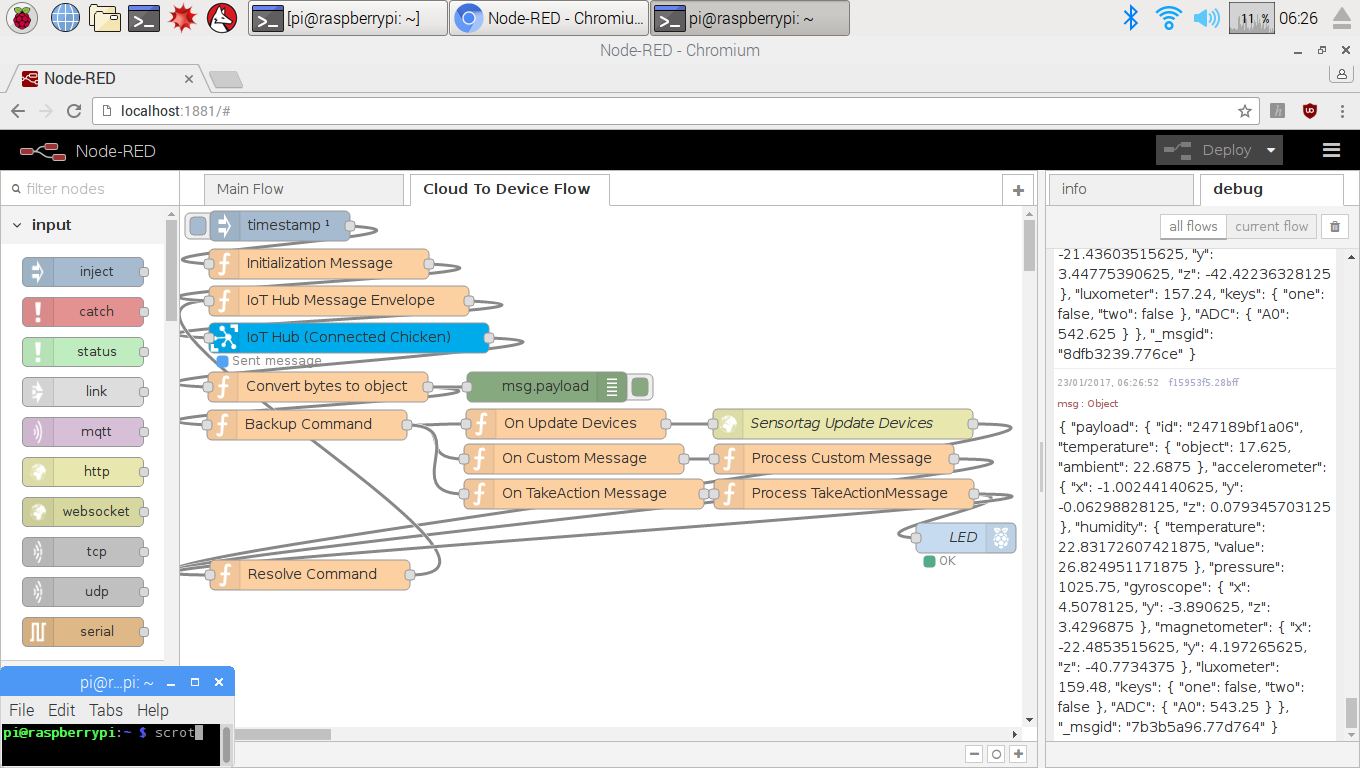 [pi@raspberrypi: ~]
Node-RED - Chromiu...
pi@raspberrypi: ~
11 %
06:26
Node-RED - Chromium
Node-RED
localhost:1881/#
Node-RED
Deploy
filter nodes
input
inject
catch
status
link
mqtt
http
websocket
tcp
udp
serial
Main Flow
Cloud To Device Flow
timestamp ¹
Initialization Message
IoT Hub Message Envelope
IoT Hub (Connected Chicken)
Sent message
Convert bytes to object
msg.payload
Backup Command
On Update Devices
Sensortag Update Devices
On Custom Message
Process Custom Message
On TakeAction Message
Process TakeActionMessage
LED
OK
Resolve Command
info
debug
all flows
current flow
-21.43603515625, "y":
3.44775390625, "z": -42.42236328125
}, "luxometer": 157.24, "keys": { "one":
false, "two": false }, "ADC": { "A0":
542.625 } }, "_msgid":
"8dfb3239.776ce" }
23/01/2017, 06:26:52 f15953f5.28bff
msg : Object
{ "payload": { "id": "247189bf1a06",
"temperature": { "object": 17.625,
"ambient": 22.6875 }, "accelerometer":
{ "x": -1.00244140625, "y":
-0.06298828125, "z": 0.079345703125
}, "humidity": { "temperature":
22.83172607421875, "value":
26.824951171875 }, "pressure":
1025.75, "gyroscope": { "x":
4.5078125, "y": -3.890625, "z":
3.4296875 }, "magnetometer": { "x":
-22.4853515625, "y": 4.197265625,
"z": -40.7734375 }, "luxometer":
159.48, "keys": { "one": false, "two":
false }, "ADC": { "A0": 543.25 } },
"_msgid": "7b3b5a96.77d764" }
pi@r...pi: ~
File Edit Tabs Help
pi@raspberrypi:~ $ scrot